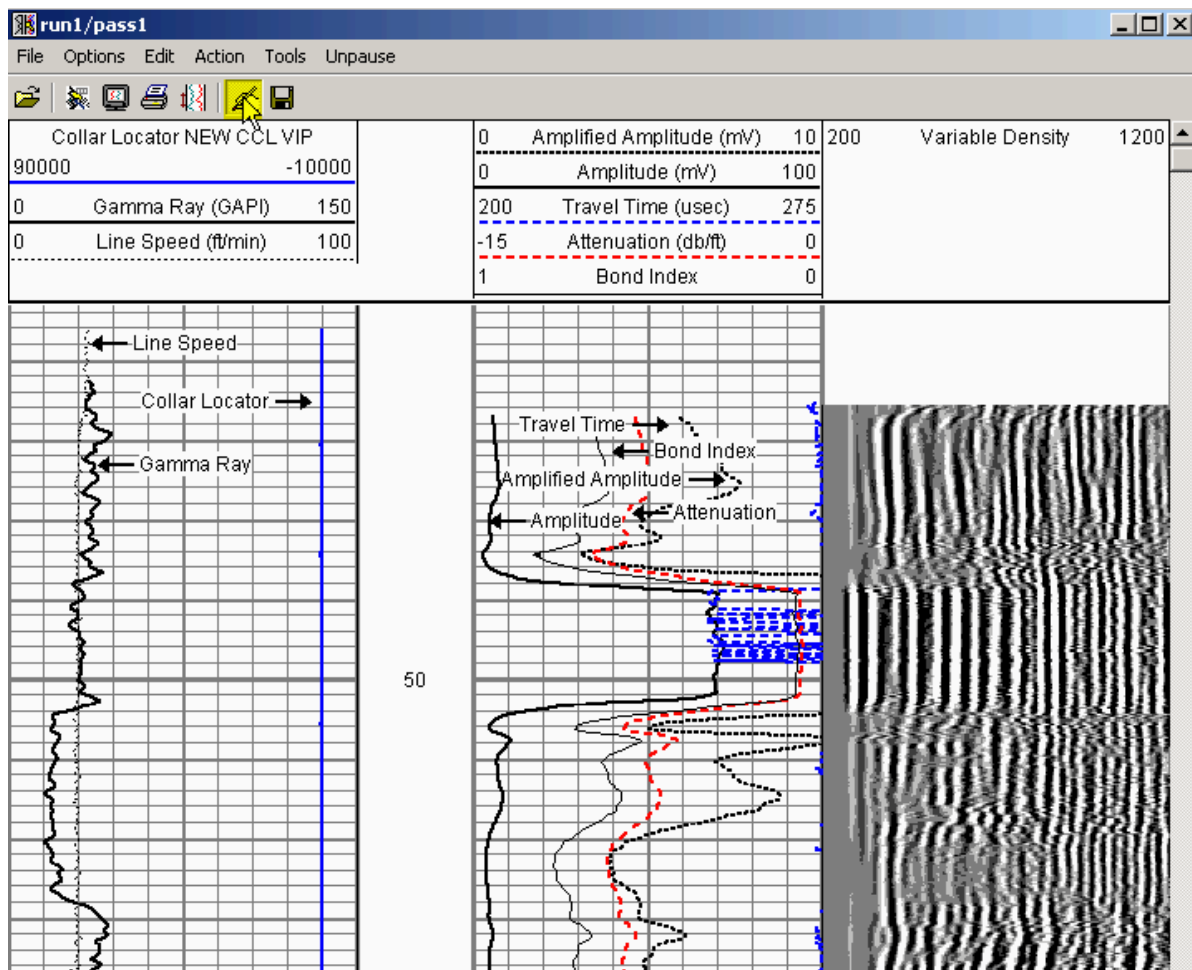 run1/pass1
File Options Edit Action Tools Unpause
Collar Locator NEW CCL VIP
90000 -10000
0 Gamma Ray (GAPI) 150
0 Line Speed (ft/min) 100
0 Amplified Amplitude (mV) 10
0 Amplitude (mV) 100
200 Travel Time (usec) 275
-15 Attenuation (db/ft) 0
1 Bond Index 0
200 Variable Density 1200
Line Speed
Collar Locator
Gamma Ray
Travel Time
Bond Index
Amplified Amplitude
Attenuation
Amplitude
50